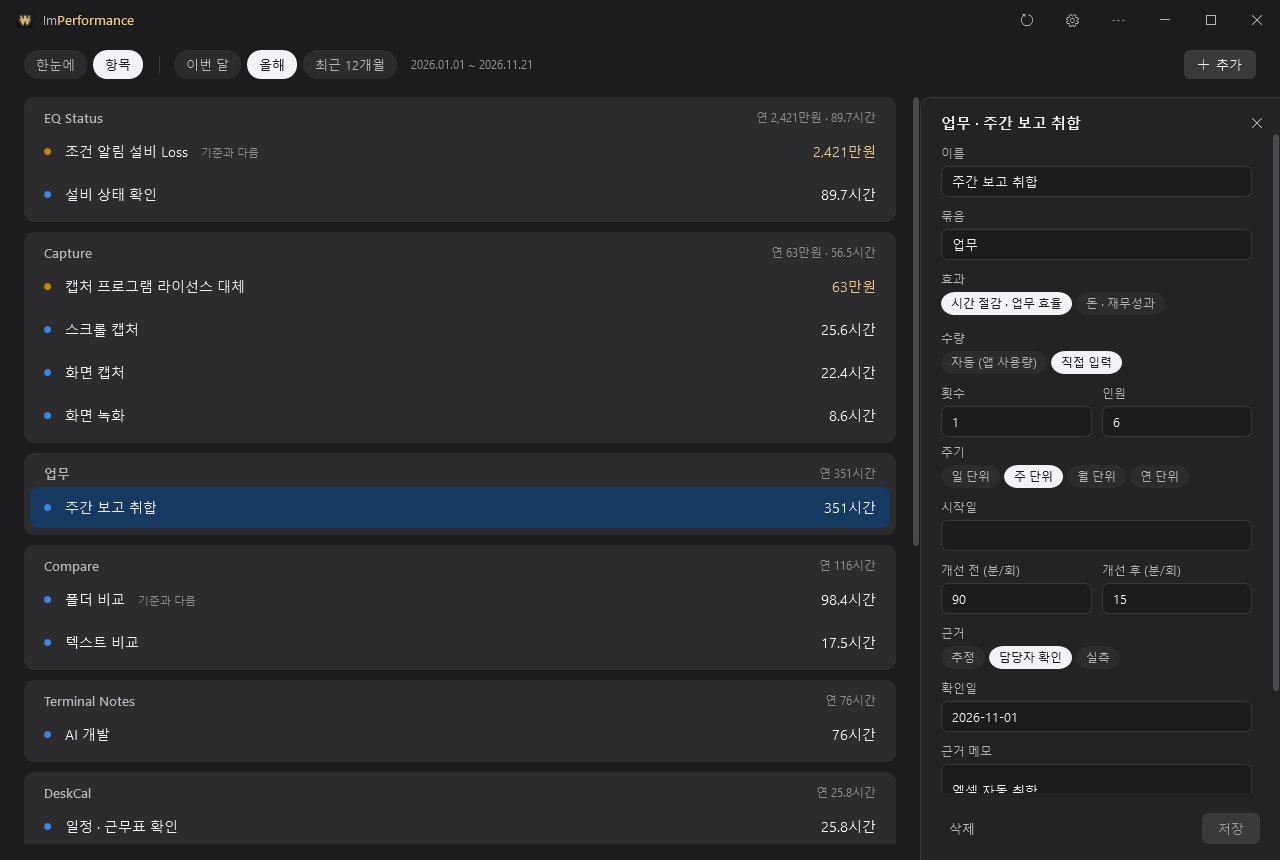 ImPerformance
한눈에 항목 이번 달 올해 최근 12개월 2026.01.01 ~ 2026.11.21 추가
EQ Status 연 2,421만원 · 89.7시간
조건 알림 설비 Loss 기준과 다름 2,421만원
설비 상태 확인 89.7시간
Capture 연 63만원 · 56.5시간
캡처 프로그램 라이선스 대체 63만원
스크롤 캡처 25.6시간
화면 캡처 22.4시간
화면 녹화 8.6시간
업무 연 351시간
주간 보고 취합 351시간
Compare 연 116시간
폴더 비교 기준과 다름 98.4시간
텍스트 비교 17.5시간
Terminal Notes 연 76시간
AI 개발 76시간
DeskCal 연 25.8시간
일정 · 근무표 확인 25.8시간
업무 · 주간 보고 취합
이름
주간 보고 취합
묶음
업무
효과
시간 절감 · 업무 효율 돈 · 재무성과
수량
자동 (앱 사용량) 직접 입력
횟수 인원
1 6
주기
일 단위 주 단위 월 단위 연 단위
시작일
개선 전 (분/회) 개선 후 (분/회)
90 15
근거
추정 담당자 확인 실측
확인일
2026-11-01
근거 메모
엑셀 자동 취합
삭제 저장